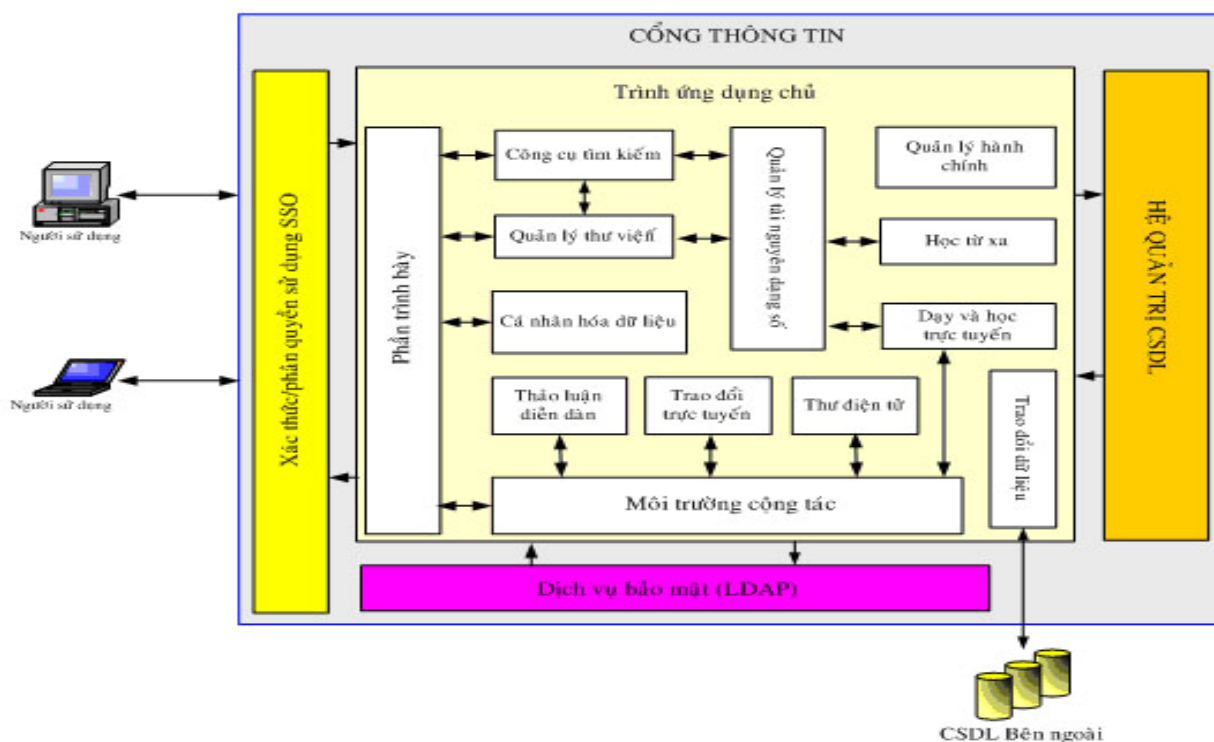 CỔNG THÔNG TIN
Trình ứng dụng chủ
Xác thực/phân quyền sử dụng SSO
Người sử dụng
Người sử dụng
Phần trình bày
Công cụ tìm kiếm
Quản lý thư viện
Cá nhân hóa dữ liệu
Quản lý tài nguyên dạng số
Quản lý hành
chính
Học từ xa
Dạy và học
trực tuyến
Thảo luận
diễn đàn
Trao đổi
trực tuyến
Thư điện tử
Môi trường cộng tác
Trao đổi dữ liệu
HỆ QUẢN TRỊ CSDL
Dịch vụ bảo mật (LDAP)
CSDL Bên ngoài